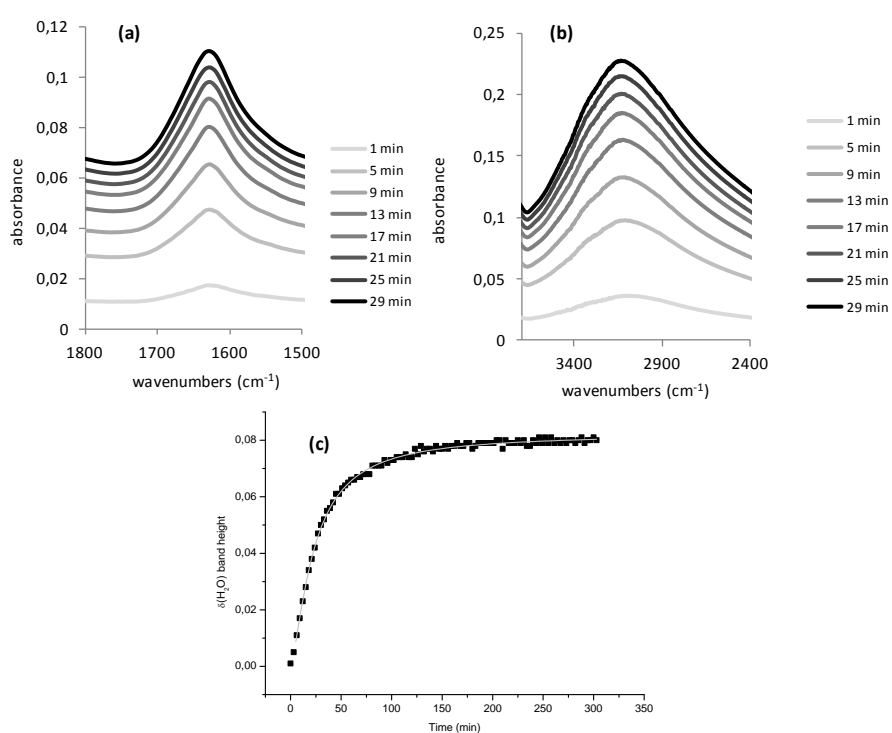 (a)
absorbance
0,12
0,1
0,08
0,06
0,04
0,02
0
1800 1700 1600 1500
wavenumbers (cm⁻¹)
1 min
5 min
9 min
13 min
17 min
21 min
25 min
29 min
(b)
absorbance
0,25
0,2
0,15
0,1
0,05
0
3400 2900 2400
wavenumbers (cm⁻¹)
1 min
5 min
9 min
13 min
17 min
21 min
25 min
29 min
(c)
δ(H₂O) band height
0,08
0,06
0,04
0,02
0,00
0 50 100 150 200 250 300 350
Time (min)